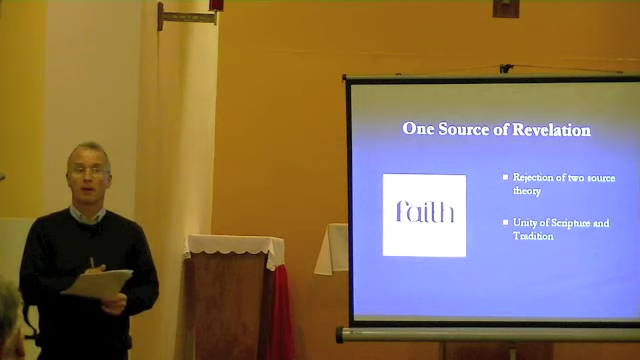 One Source of Revelation
faith
Rejection of two source
theory
Unity of Scripture and
Tradition